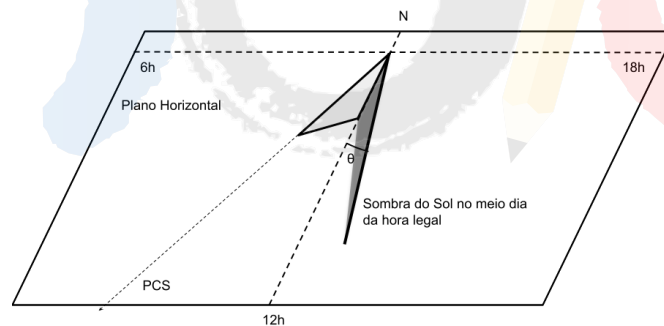 N
6h
18h
Plano Horizontal
θ
Sombra do Sol no meio dia
da hora legal
PCS
12h